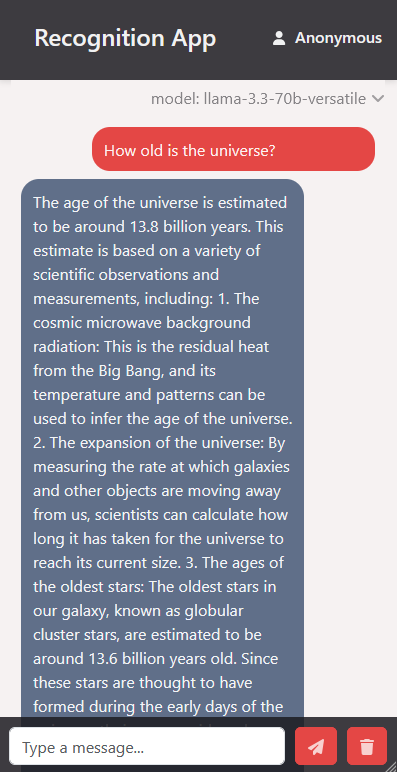 Recognition App
Anonymous
model: llama-3.3-70b-versatile
How old is the universe?
The age of the universe is estimated
to be around 13.8 billion years. This
estimate is based on a variety of
scientific observations and
measurements, including: 1. The
cosmic microwave background
radiation: This is the residual heat
from the Big Bang, and its
temperature and patterns can be
used to infer the age of the universe.
2. The expansion of the universe: By
measuring the rate at which galaxies
and other objects are moving away
from us, scientists can calculate how
long it has taken for the universe to
reach its current size. 3. The ages of
the oldest stars: The oldest stars in
our galaxy, known as globular
cluster stars, are estimated to be
around 13.6 billion years old. Since
these stars are thought to have
formed during the early days of the
Type a message...